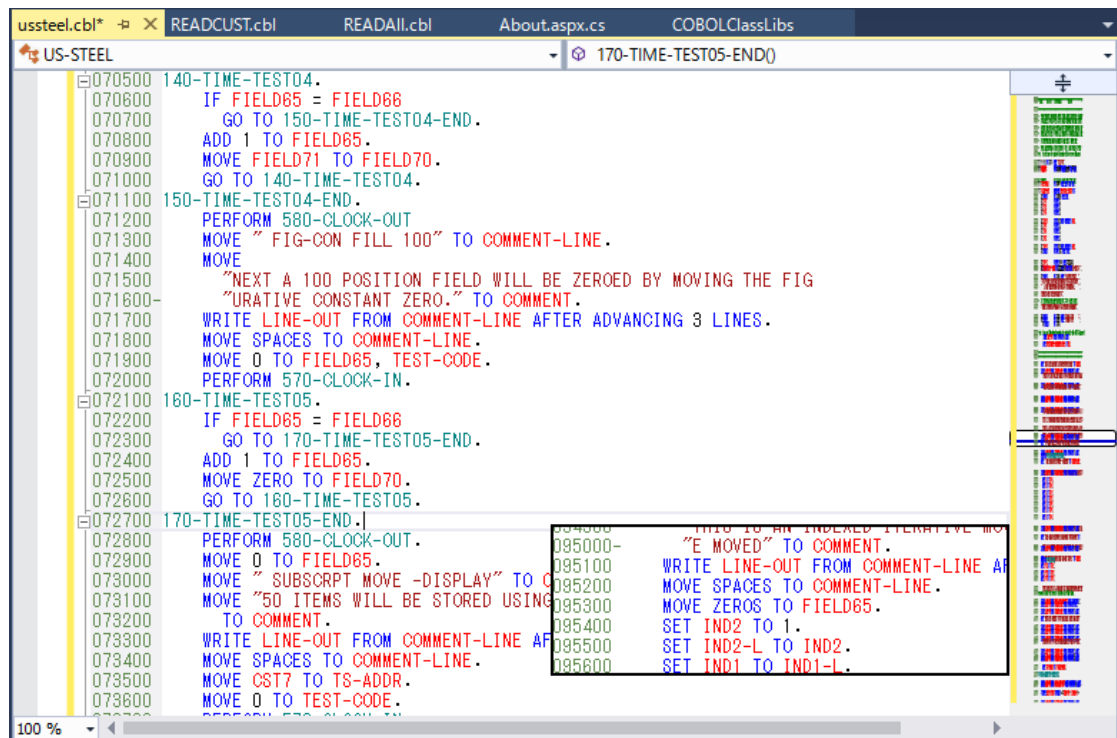 ussteel.cbl* READCUST.cbl READAll.cbl About.aspx.cs COBOLClassLibs
US-STEEL 170-TIME-TEST05-END()
070500 140-TIME-TEST04.
070600 IF FIELD65 = FIELD66
070700 GO TO 150-TIME-TEST04-END.
070800 ADD 1 TO FIELD65.
070900 MOVE FIELD71 TO FIELD70.
071000 GO TO 140-TIME-TEST04.
071100 150-TIME-TEST04-END.
071200 PERFORM 580-CLOCK-OUT
071300 MOVE " FIG-CON FILL 100" TO COMMENT-LINE.
071400 MOVE
071500 "NEXT A 100 POSITION FIELD WILL BE ZEROED BY MOVING THE FIG
071600- "URATIVE CONSTANT ZERO." TO COMMENT.
071700 WRITE LINE-OUT FROM COMMENT-LINE AFTER ADVANCING 3 LINES.
071800 MOVE SPACES TO COMMENT-LINE.
071900 MOVE 0 TO FIELD65, TEST-CODE.
072000 PERFORM 570-CLOCK-IN.
072100 160-TIME-TEST05.
072200 IF FIELD65 = FIELD66
072300 GO TO 170-TIME-TEST05-END.
072400 ADD 1 TO FIELD65.
072500 MOVE ZERO TO FIELD70.
072600 GO TO 160-TIME-TEST05.
072700 170-TIME-TEST05-END.
072800 PERFORM 580-CLOCK-OUT.
072900 MOVE 0 TO FIELD65.
073000 MOVE " SUBSCRPT MOVE -DISPLAY" TO
073100 MOVE "50 ITEMS WILL BE STORED USING
073200 TO COMMENT.
073300 WRITE LINE-OUT FROM COMMENT-LINE AF
073400 MOVE SPACES TO COMMENT-LINE.
073500 MOVE CST7 TO TS-ADDR.
073600 MOVE 0 TO TEST-CODE.
THIS IS AN INDEXED ITERATIVE
095000- "E MOVED" TO COMMENT.
095100 WRITE LINE-OUT FROM COMMENT-LINE AF
095200 MOVE SPACES TO COMMENT-LINE.
095300 MOVE ZEROS TO FIELD65.
095400 SET IND2 TO 1.
095500 SET IND2-L TO IND2.
095600 SET IND1 TO IND1-L.
100 %